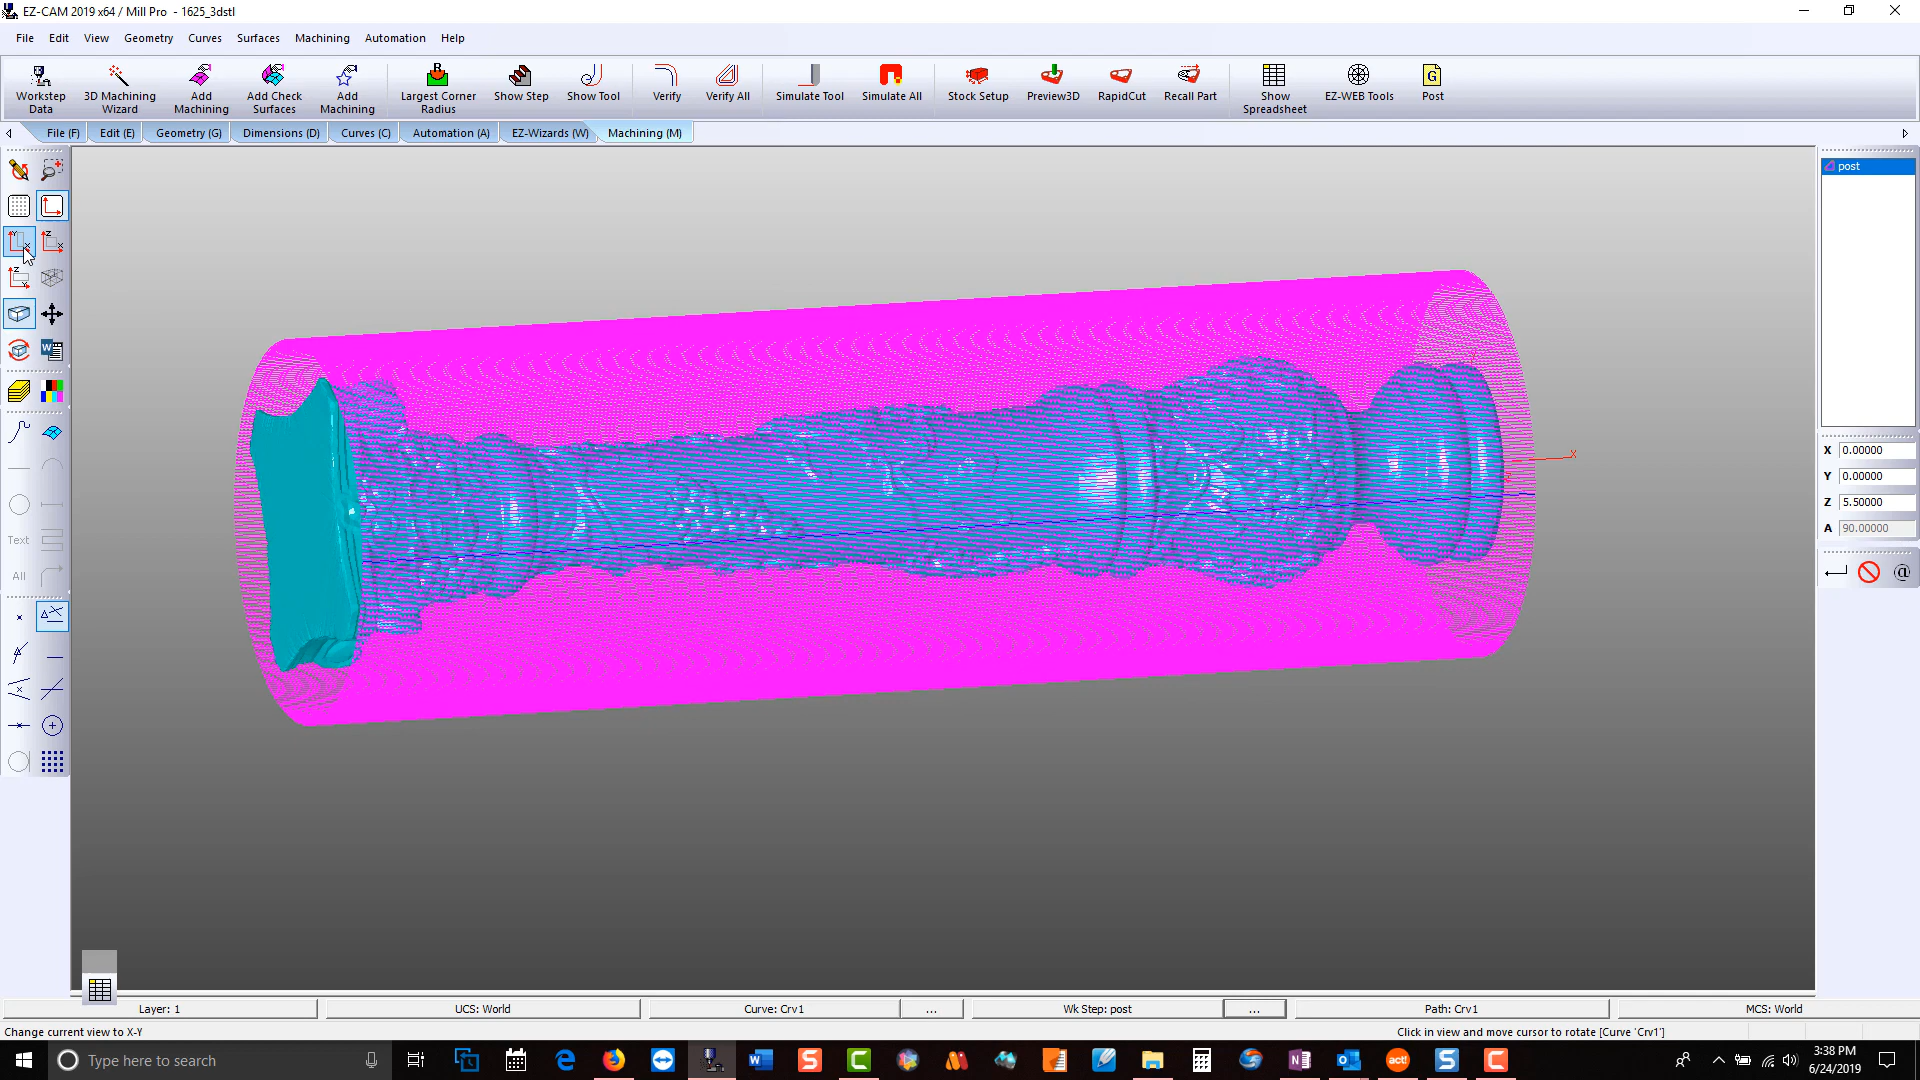 EZ-CAM 2019 x64 / Mill Pro - 1625_3dstl
File Edit View Geometry Curves Surfaces Machining Automation Help
Workstep Data
3D Machining Wizard
Add Machining
Add Check Surfaces
Add Machining
Largest Corner Radius
Show Step
Show Tool
Verify
Verify All
Simulate Tool
Simulate All
Stock Setup
Preview3D
RapidCut
Recall Part
Show Spreadsheet
EZ-WEB Tools
Post
File (F) Edit (E) Geometry (G) Dimensions (D) Curves (C) Automation (A) EZ-Wizards (W) Machining (M)
post
X 0.00000
Y 0.00000
Z 5.50000
A 90.00000
@
Text
All
X
Layer: 1 UCS: World Curve: Crv1 ... Wk Step: post ... Path: Crv1 MCS: World
Change current view to X-Y Click in view and move cursor to rotate [Curve 'Crv1']
Type here to search
act!
3:38 PM
6/24/2019